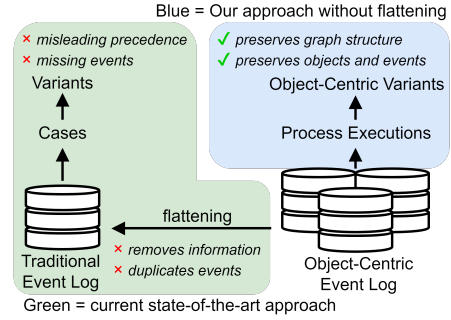 Blue = Our approach without flattening
× misleading precedence
× missing events
Variants
Cases
✓ preserves graph structure
✓ preserves objects and events
Object-Centric Variants
Process Executions
flattening
× removes information
× duplicates events
Traditional
Event Log
Object-Centric
Event Log
Green = current state-of-the-art approach